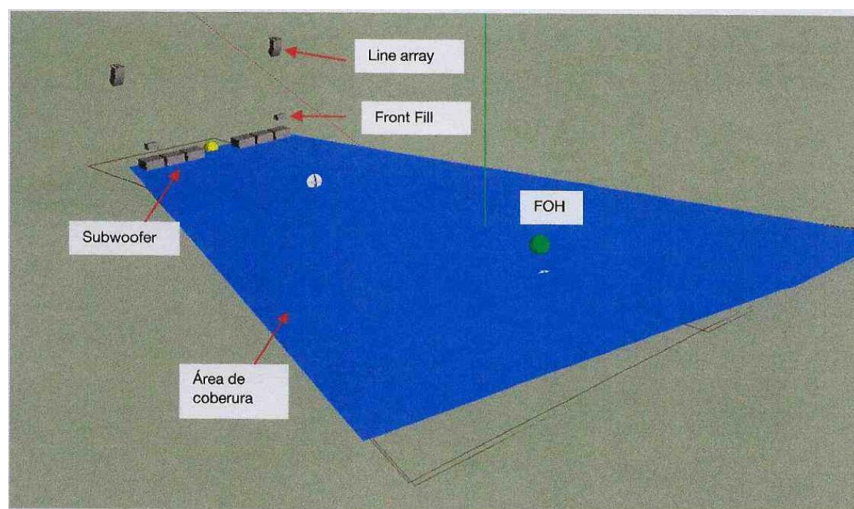 Line array
Front Fill
FOH
Subwoofer
Área de
coberura